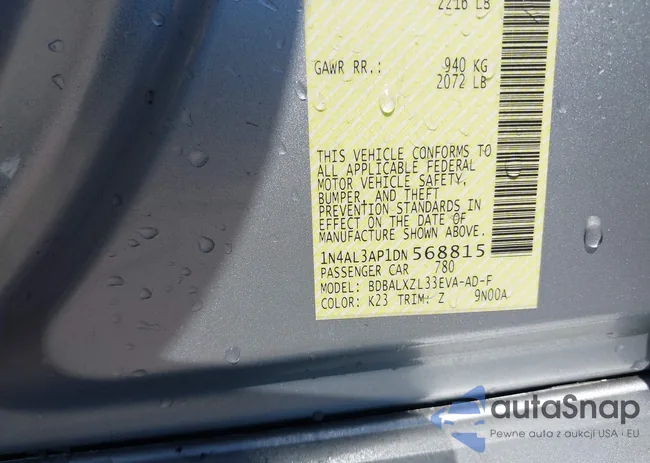 2216 LB
GAWR RR.: 940 KG
2072 LB
THIS VEHICLE CONFORMS TO
ALL APPLICABLE FEDERAL
MOTOR VEHICLE SAFETY,
BUMPER, AND THEFT
PREVENTION STANDARDS IN
EFFECT ON THE DATE OF
MANUFACTURE SHOWN ABOVE.
1N4AL3AP1DN568815
PASSENGER CAR 780
MODEL: BDBALXZL33EVA-AD-F
COLOR: K23 TRIM: Z 9N00A
autaSnap
Pewne auta z aukcji USA i EU